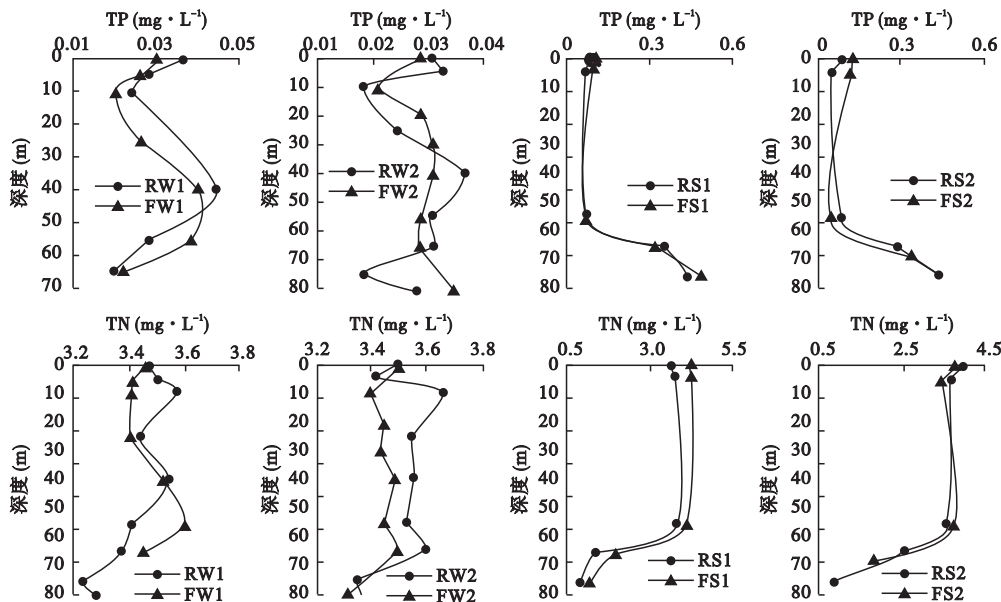 TP (mg · L⁻¹) TP (mg · L⁻¹) TP (mg · L⁻¹) TP (mg · L⁻¹)
0.01 0.03 0.05 0.01 0.02 0.03 0.04 0 0.3 0.6 0 0.3 0.6
0 0 0 0
10 10 10 10
20 20 20 20
30 30 30 30
深度 (m) 深度 (m) 深度 (m) 深度 (m)
40 40 40 40
RW1 RW2 RS1 RS2
FW1 FW2 FS1 FS2
50 50 50 50
60 60 60 60
70 70 70 70
80 80 80
TN (mg · L⁻¹) TN (mg · L⁻¹) TN (mg · L⁻¹) TN (mg · L⁻¹)
3.2 3.4 3.6 3.8 3.2 3.4 3.6 3.8 0.5 3.0 5.5 0.5 2.5 4.5
0 0 0 0
10 10 10 10
20 20 20 20
30 30 30 30
深度 (m) 深度 (m) 深度 (m) 深度 (m)
40 40 40 40
50 50 50 50
60 60 60 60
70 70 70 70
RW1 RW2 RS1 RS2
FW1 FW2 FS1 FS2
80 80 80 80